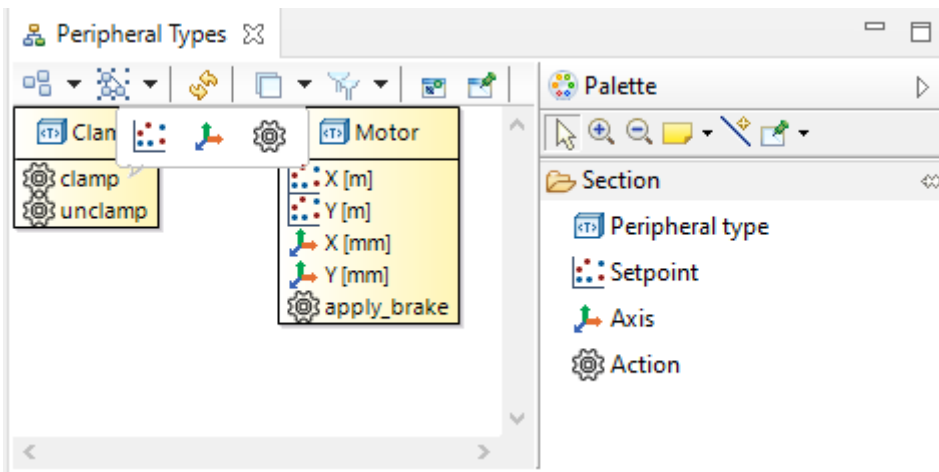 Peripheral Types
Palette
Clam
Motor
clamp
unclamp
X [m]
Y [m]
X [mm]
Y [mm]
apply_brake
Section
<T> Peripheral type
Setpoint
Axis
Action